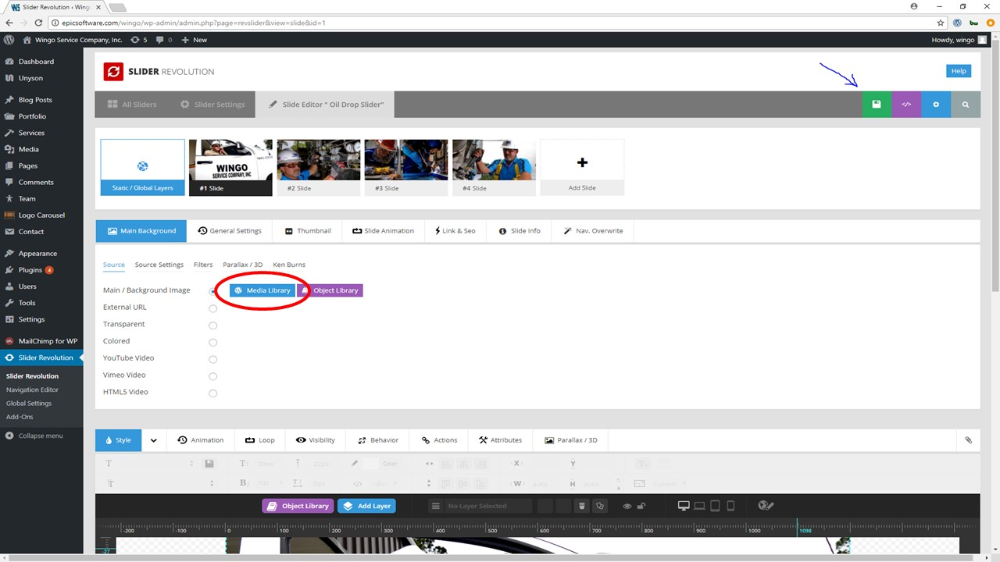 Slider Revolution ‹ Wing
epicsoftware.com/wingo/wp-admin/admin.php?page=revslider&view=slide&id=1
Wingo Service Company, Inc. 5 0 New Howdy, wingo
Dashboard
Unyson
Blog Posts
Portfolio
Services
Media
Pages
Comments
Team
Logo Carousel
Contact
Appearance
Plugins 4
Users
Tools
Settings
MailChimp for WP
Slider Revolution
Slider Revolution
Navigation Editor
Global Settings
Add-Ons
Collapse menu
SLIDER REVOLUTION Help
All Sliders Slider Settings Slide Editor " Oil Drop Slider"
WINGO
SERVICE COMPANY, INC
Static / Global Layers #1 Slide #2 Slide #3 Slide #4 Slide Add Slide
Main Background General Settings Thumbnail Slide Animation Link & Seo Slide Info Nav. Overwrite
Source Source Settings Filters Parallax / 3D Ken Burns
Main / Background Image Media Library Object Library
External URL
Transparent
Colored
YouTube Video
Vimeo Video
HTML5 Video
Style Animation Loop Visibility Behavior Actions Attributes Parallax / 3D
Color X Y
W auto H auto Custom
Object Library Add Layer No Layer Selected
-200 -100 0 100 200 300 400 500 600 700 800 900 1000 1098
-27